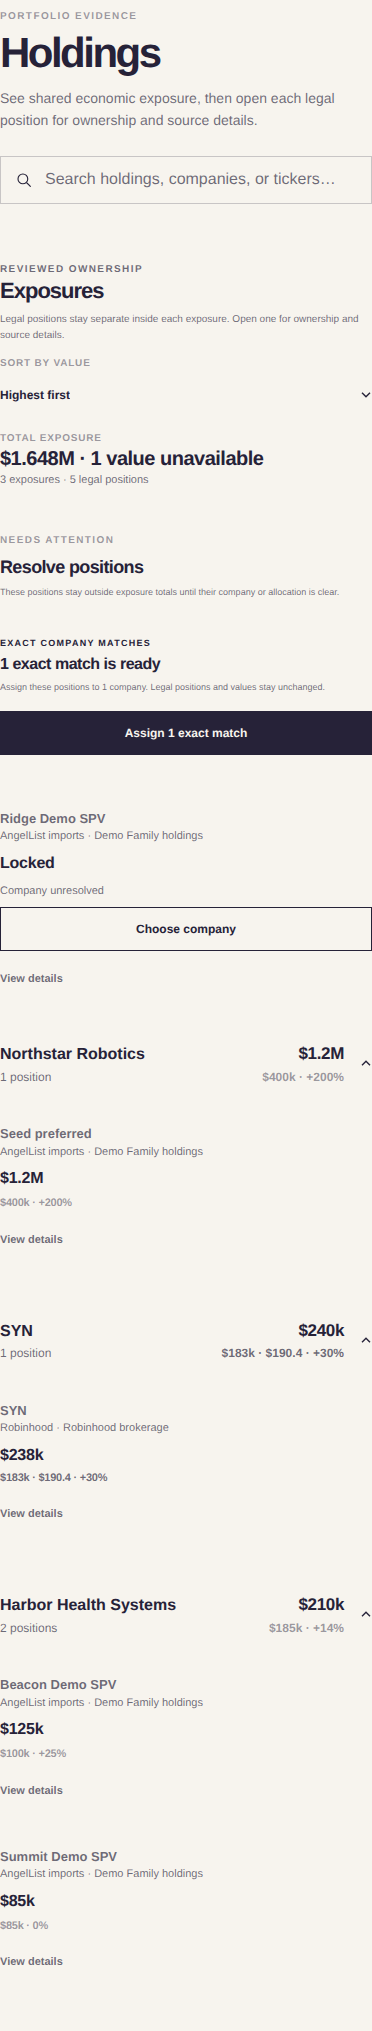 PORTFOLIO EVIDENCE
Holdings
See shared economic exposure, then open each legal
position for ownership and source details.
Search holdings, companies, or tickers…
REVIEWED OWNERSHIP
Exposures
Legal positions stay separate inside each exposure. Open one for ownership and
source details.
SORT BY VALUE
Highest first
TOTAL EXPOSURE
$1.648M · 1 value unavailable
3 exposures · 5 legal positions
NEEDS ATTENTION
Resolve positions
These positions stay outside exposure totals until their company or allocation is clear.
EXACT COMPANY MATCHES
1 exact match is ready
Assign these positions to 1 company. Legal positions and values stay unchanged.
Assign 1 exact match
Ridge Demo SPV
AngelList imports · Demo Family holdings
Locked
Company unresolved
Choose company
View details
Northstar Robotics $1.2M
1 position $400k · +200%
Seed preferred
AngelList imports · Demo Family holdings
$1.2M
$400k · +200%
View details
SYN $240k
1 position $183k · $190.4 · +30%
SYN
Robinhood · Robinhood brokerage
$238k
$183k · $190.4 · +30%
View details
Harbor Health Systems $210k
2 positions $185k · +14%
Beacon Demo SPV
AngelList imports · Demo Family holdings
$125k
$100k · +25%
View details
Summit Demo SPV
AngelList imports · Demo Family holdings
$85k
$85k · 0%
View details